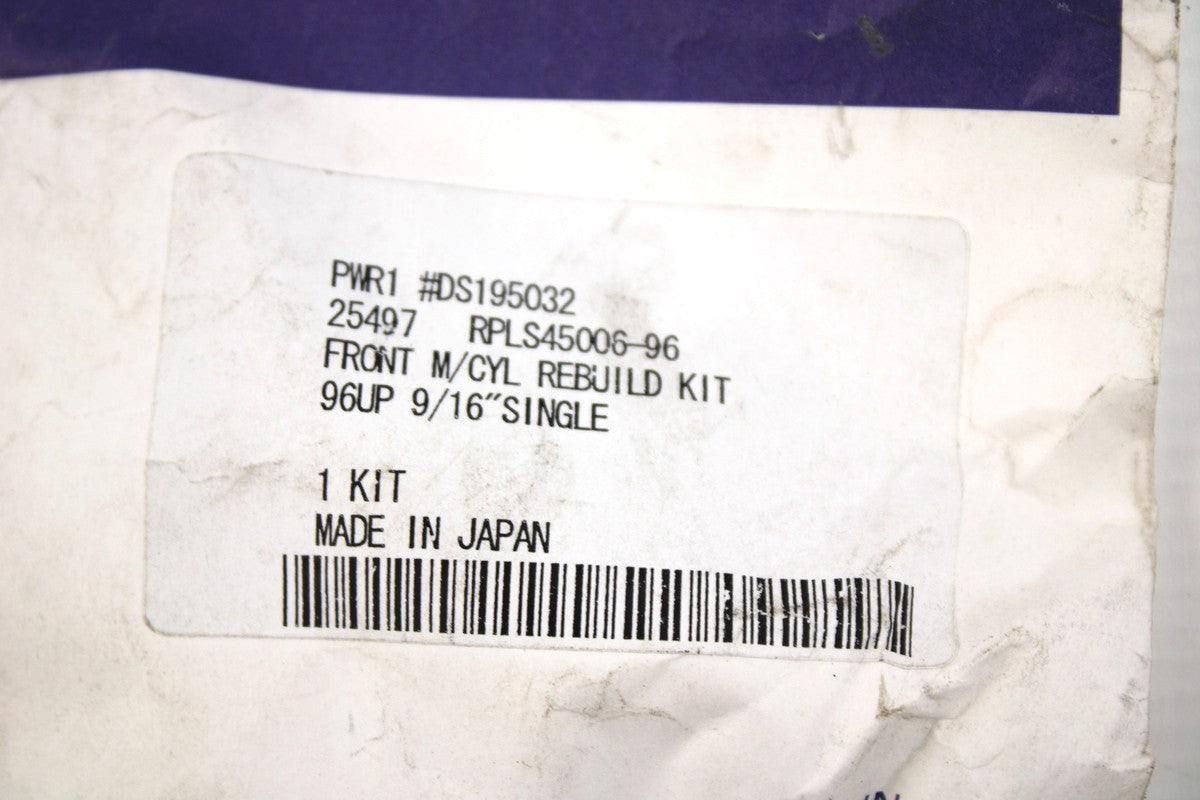 PWR1 #DS195032
25497 RPLS45006-96
FRONT M/CYL REBUILD KIT
96UP 9/16"SINGLE
1 KIT
MADE IN JAPAN